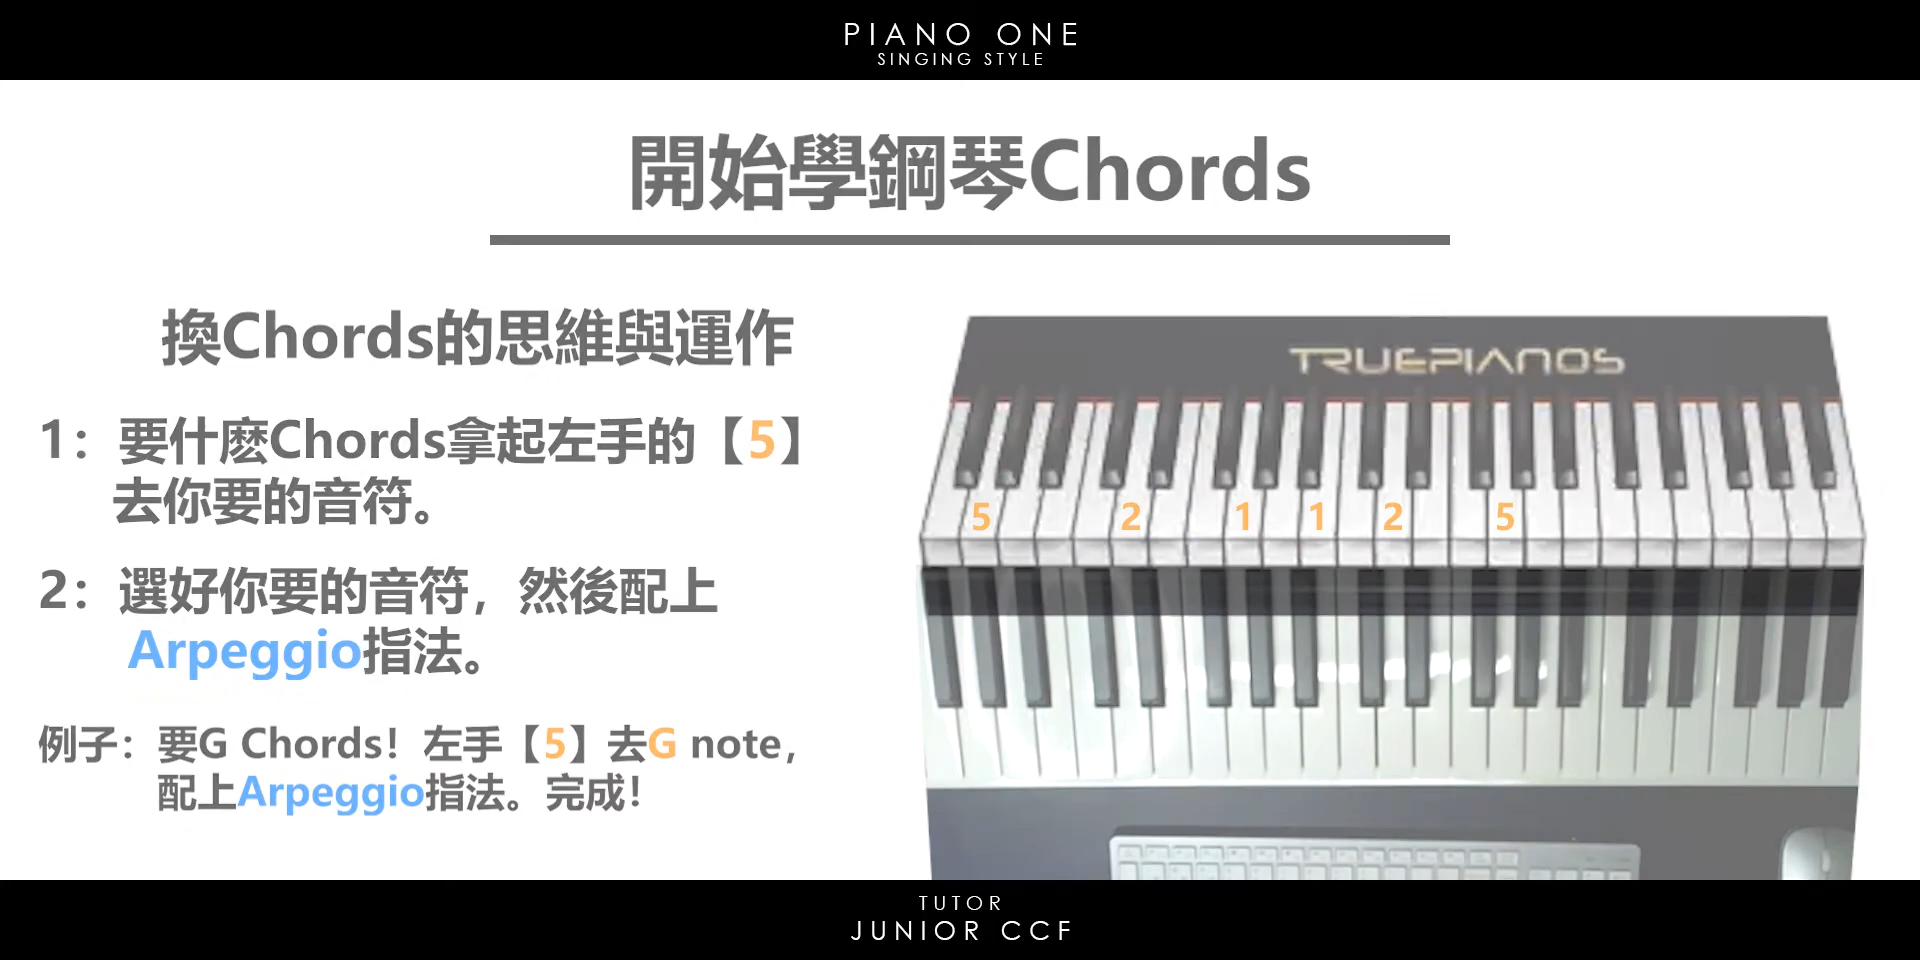 PIANO ONE
SINGING STYLE
開始學鋼琴Chords
換Chords的思維與運作
1：要什麽Chords拿起左手的【5】
去你要的音符。
2：選好你要的音符，然後配上
Arpeggio指法。
例子：要G Chords！左手【5】去G note，
配上Arpeggio指法。完成！
TRUEPIANOS
5 2 1 1 2 5
TUTOR
JUNIOR CCF